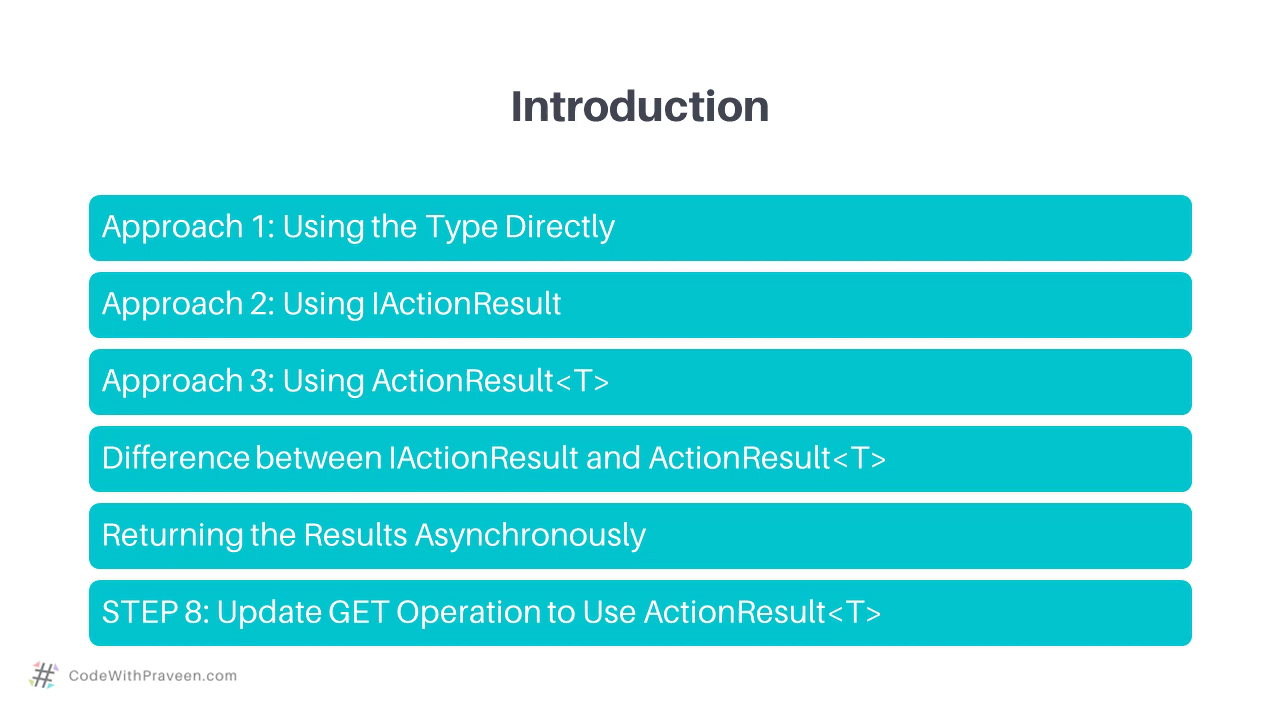 Introduction
Approach 1: Using the Type Directly
Approach 2: Using IActionResult
Approach 3: Using ActionResult<T>
Difference between IActionResult and ActionResult<T>
Returning the Results Asynchronously
STEP 8: Update GET Operation to Use ActionResult<T>
# CodeWithPraveen.com